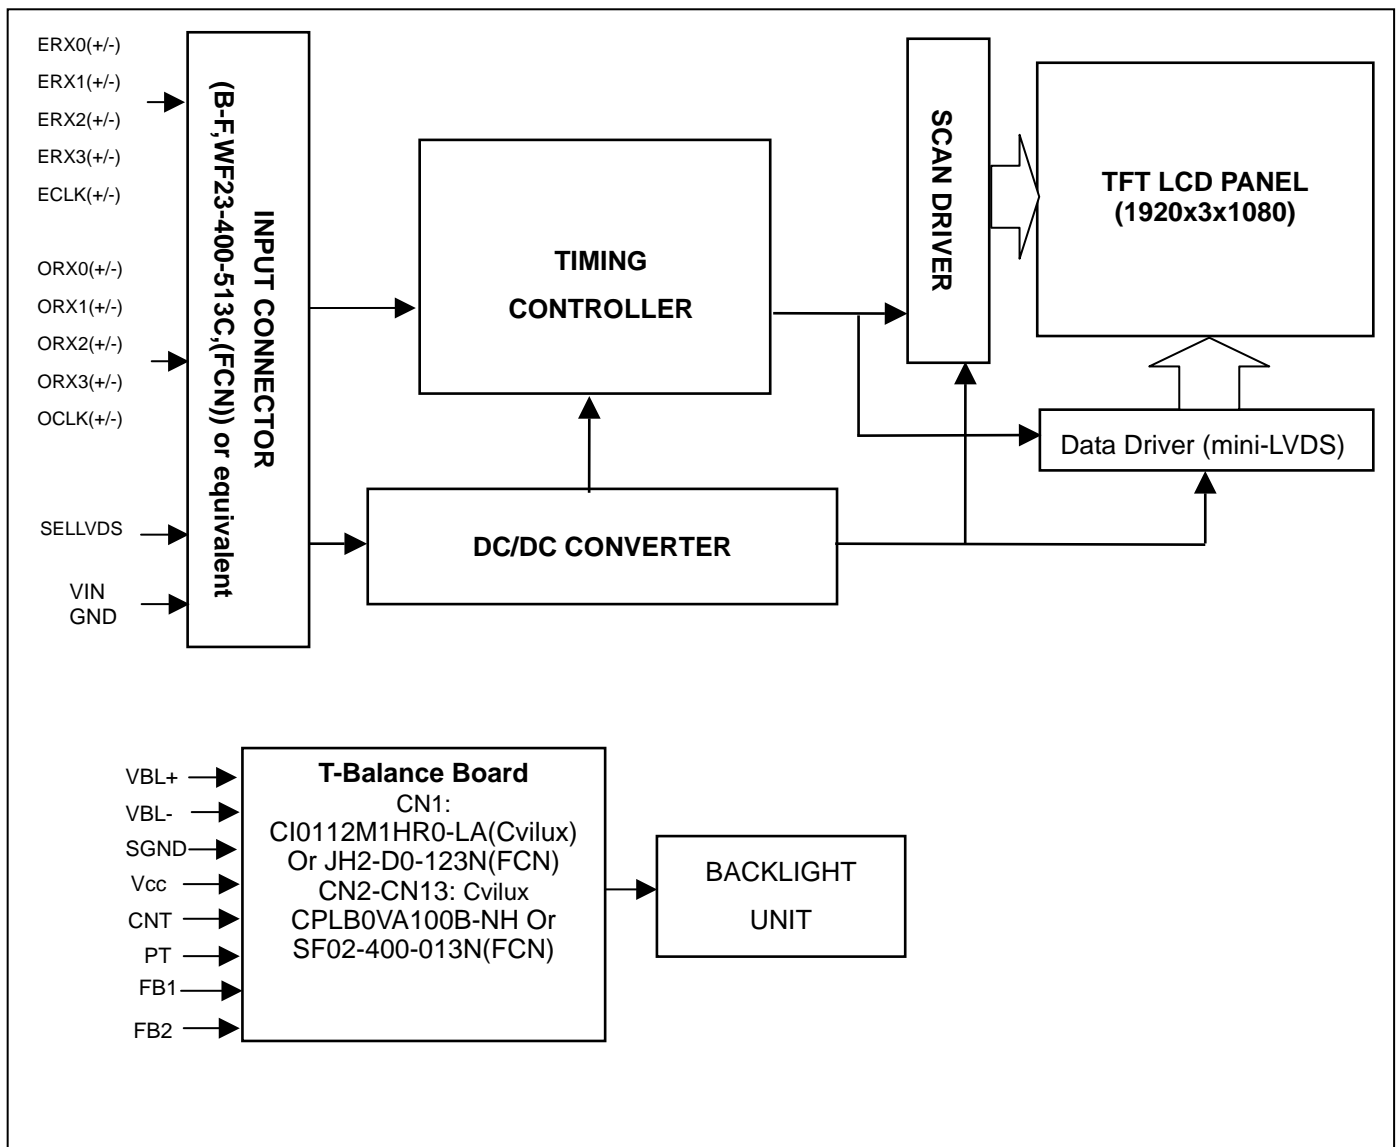 ERX0(+/-)
ERX1(+/-)
ERX2(+/-)
ERX3(+/-)
ECLK(+/-)
ORX0(+/-)
ORX1(+/-)
ORX2(+/-)
ORX3(+/-)
OCLK(+/-)
SELLVDS
VIN
GND
INPUT CONNECTOR
(B-F,WF23-400-513C,(FCN)) or equivalent
TIMING
CONTROLLER
DC/DC CONVERTER
SCAN DRIVER
TFT LCD PANEL
(1920x3x1080)
Data Driver (mini-LVDS)
VBL+
VBL-
SGND
Vcc
CNT
PT
FB1
FB2
T-Balance Board
CN1:
CI0112M1HR0-LA(Cvilux)
Or JH2-D0-123N(FCN)
CN2-CN13: Cvilux
CPLB0VA100B-NH Or
SF02-400-013N(FCN)
BACKLIGHT
UNIT